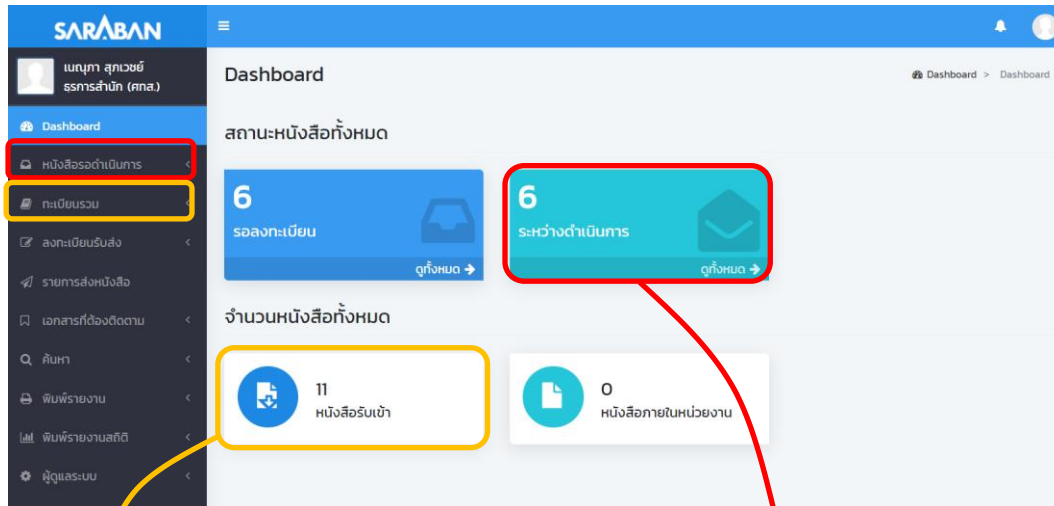 SARABAN
เนณุภา สุภเวชย์
ธุรการสำนัก (ศทส.)
Dashboard
หนังสือรอดำเนินการ
ทะเบียนรวม
ลงทะเบียนรับส่ง
รายการส่งหนังสือ
เอกสารที่ต้องติดตาม
ค้นหา
พิมพ์รายงาน
พิมพ์รายงานสถิติ
ผู้ดูแลระบบ
Dashboard
Dashboard > Dashboard
สถานะหนังสือทั้งหมด
6
รอลงทะเบียน
ดูทั้งหมด
6
ระหว่างดำเนินการ
ดูทั้งหมด
จำนวนหนังสือทั้งหมด
11
หนังสือรับเข้า
0
หนังสือภายในหน่วยงาน